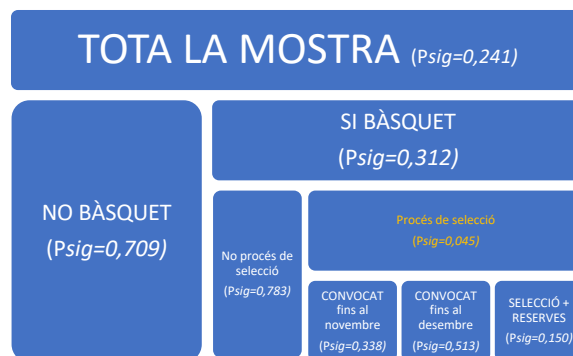 TOTA LA MOSTRA (Psig=0,241)
SI BÀSQUET
(Psig=0,312)
NO BÀSQUET
(Psig=0,709)
No procés de
selecció
(Psig=0,783)
Procés de selecció
(Psig=0,045)
CONVOCAT
fins al
novembre
(Psig=0,338)
CONVOCAT
fins al
desembre
(Psig=0,513)
SELECCIÓ +
RESERVES
(Psig=0,150)